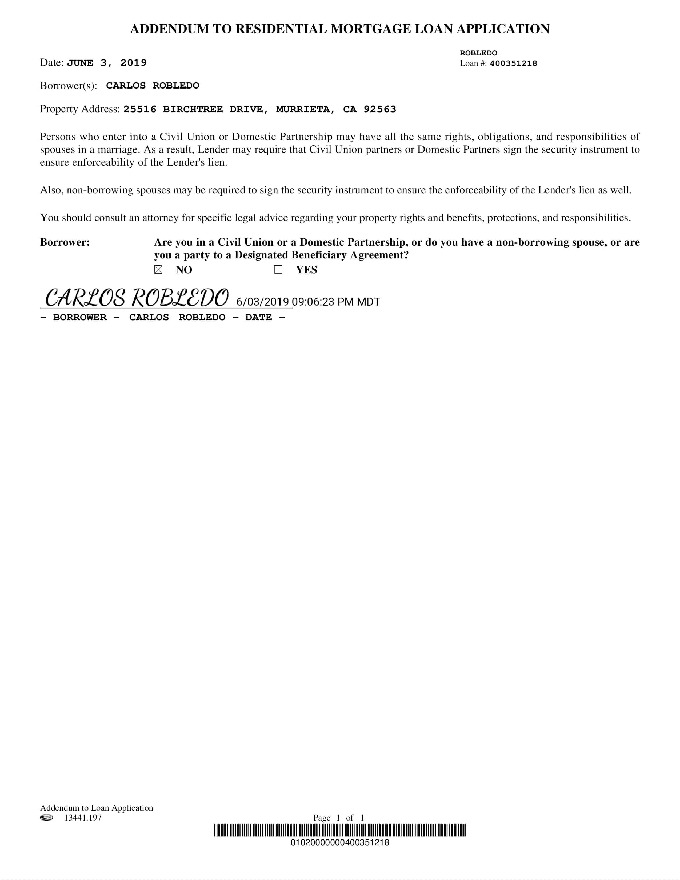 ADDENDUM TO RESIDENTIAL MORTGAGE LOAN APPLICATION
ROBLEDO
Date: JUNE 3, 2019 Loan #: 400351218
Borrower(s): CARLOS ROBLEDO
Property Address: 25516 BIRCHTREE DRIVE, MURRIETA, CA 92563
Persons who enter into a Civil Union or Domestic Partnership may have all the same rights, obligations, and responsibilities of
spouses in a marriage. As a result, Lender may require that Civil Union partners or Domestic Partners sign the security instrument to
ensure enforceability of the Lender's lien.
Also, non-borrowing spouses may be required to sign the security instrument to ensure the enforceability of the Lender's lien as well.
You should consult an attorney for specific legal advice regarding your property rights and benefits, protections, and responsibilities.
Borrower: Are you in a Civil Union or a Domestic Partnership, or do you have a non-borrowing spouse, or are
you a party to a Designated Beneficiary Agreement?
☒ NO ☐ YES
CARLOS ROBLEDO 6/03/2019 09:06:23 PM MDT
- BORROWER - CARLOS ROBLEDO - DATE -
Addendum to Loan Application
13441.197 Page 1 of 1
01020000000400351218